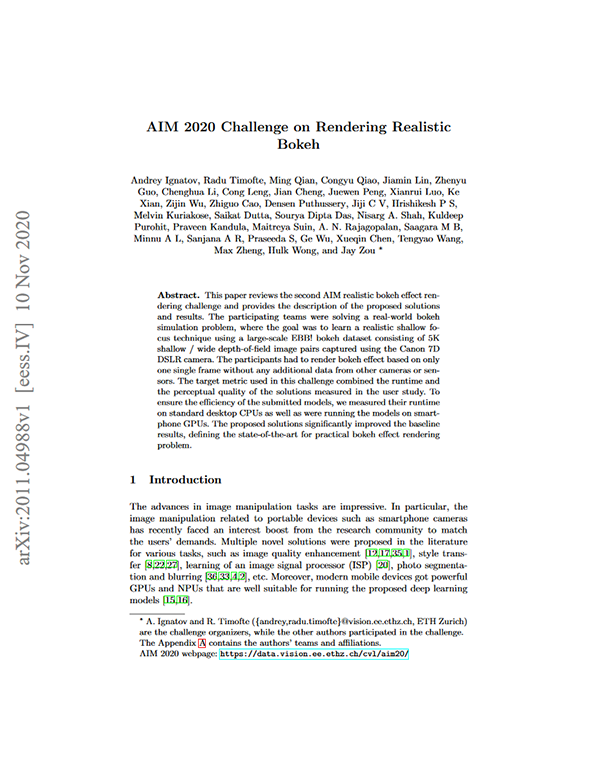 AIM 2020 Challenge on Rendering Realistic
Bokeh
Andrey Ignatov, Radu Timofte, Ming Qian, Congyu Qiao, Jiamin Lin, Zhenyu
Guo, Chenghua Li, Cong Leng, Jian Cheng, Juewen Peng, Xianrui Luo, Ke
Xian, Zijin Wu, Zhiguo Cao, Densen Puthussery, Jiji C V, Hrishikesh P S,
Melvin Kuriakose, Saikat Dutta, Sourya Dipta Das, Nisarg A. Shah, Kuldeep
Purohit, Praveen Kandula, Maitreya Suin, A. N. Rajagopalan, Saagara M B,
Minnu A L, Sanjana A R, Praseeda S, Ge Wu, Xueqin Chen, Tengyao Wang,
Max Zheng, Hulk Wong, and Jay Zou *
Abstract. This paper reviews the second AIM realistic bokeh effect ren-
dering challenge and provides the description of the proposed solutions
and results. The participating teams were solving a real-world bokeh
simulation problem, where the goal was to learn a realistic shallow fo-
cus technique using a large-scale EBB! bokeh dataset consisting of 5K
shallow / wide depth-of-field image pairs captured using the Canon 7D
DSLR camera. The participants had to render bokeh effect based on only
one single frame without any additional data from other cameras or sen-
sors. The target metric used in this challenge combined the runtime and
the perceptual quality of the solutions measured in the user study. To
ensure the efficiency of the submitted models, we measured their runtime
on standard desktop CPUs as well as were running the models on smart-
phone GPUs. The proposed solutions significantly improved the baseline
results, defining the state-of-the-art for practical bokeh effect rendering
problem.
1 Introduction
The advances in image manipulation tasks are impressive. In particular, the
image manipulation related to portable devices such as smartphone cameras
has recently faced an interest boost from the research community to match
the users' demands. Multiple novel solutions were proposed in the literature
for various tasks, such as image quality enhancement [12,17,35,1], style trans-
fer [8,22,27], learning of an image signal processor (ISP) [20], photo segmenta-
tion and blurring [36,33,4,2], etc. Moreover, modern mobile devices got powerful
GPUs and NPUs that are well suitable for running the proposed deep learning
models [15,16].
* A. Ignatov and R. Timofte ({andrey,radu.timofte}@vision.ee.ethz.ch, ETH Zurich)
are the challenge organizers, while the other authors participated in the challenge.
The Appendix A contains the authors' teams and affiliations.
AIM 2020 webpage: https://data.vision.ee.ethz.ch/cvl/aim20/
arXiv:2011.04988v1 [eess.IV] 10 Nov 2020